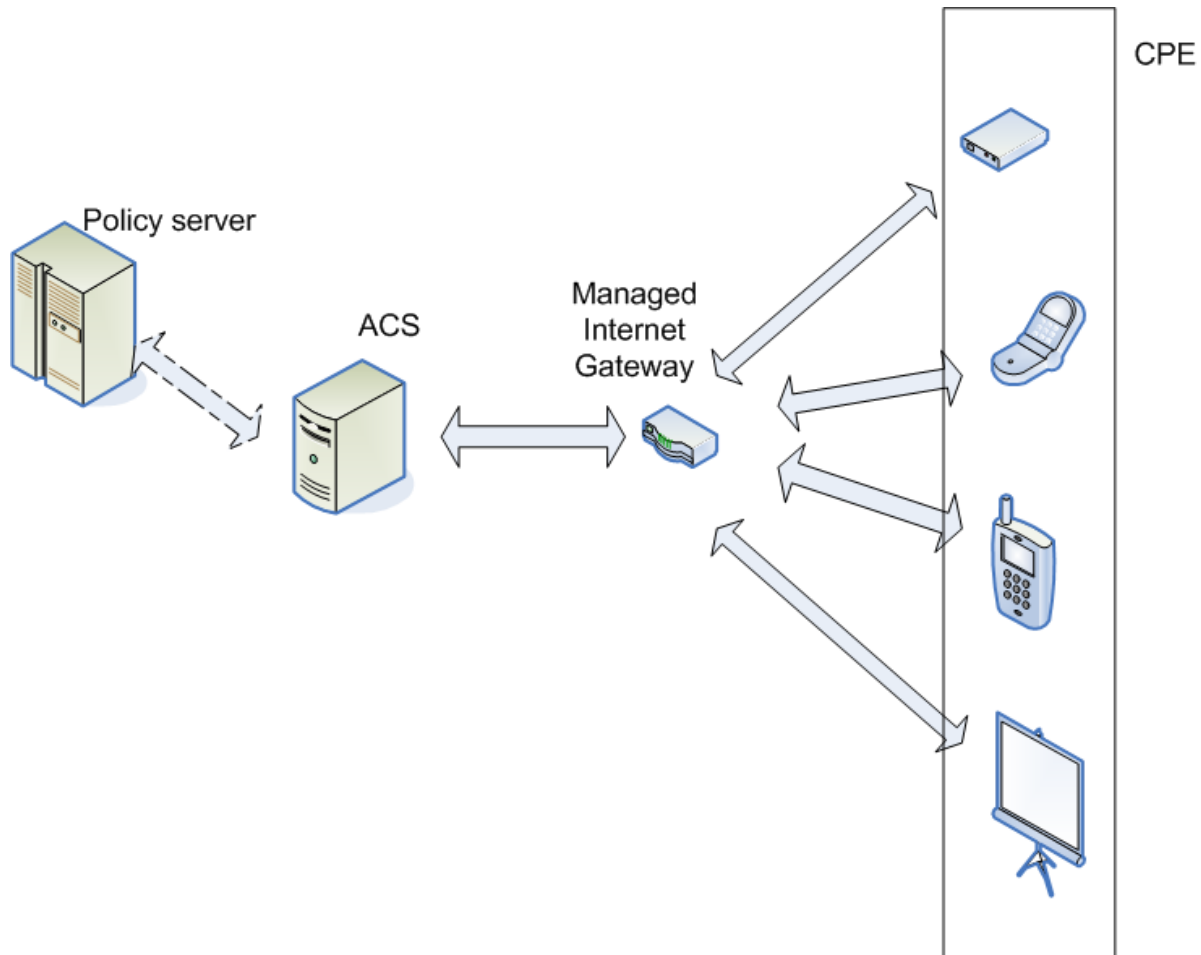 CPE
Policy server
ACS
Managed
Internet
Gateway